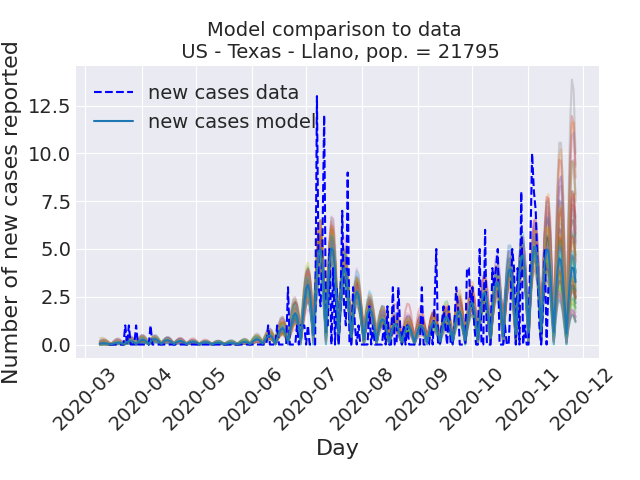 Model comparison to data
US - Texas - Llano, pop. = 21795
new cases data
new cases model
Number of new cases reported
12.5
10.0
7.5
5.0
2.5
0.0
2020-03
2020-04
2020-05
2020-06
2020-07
2020-08
2020-09
2020-10
2020-11
2020-12
Day